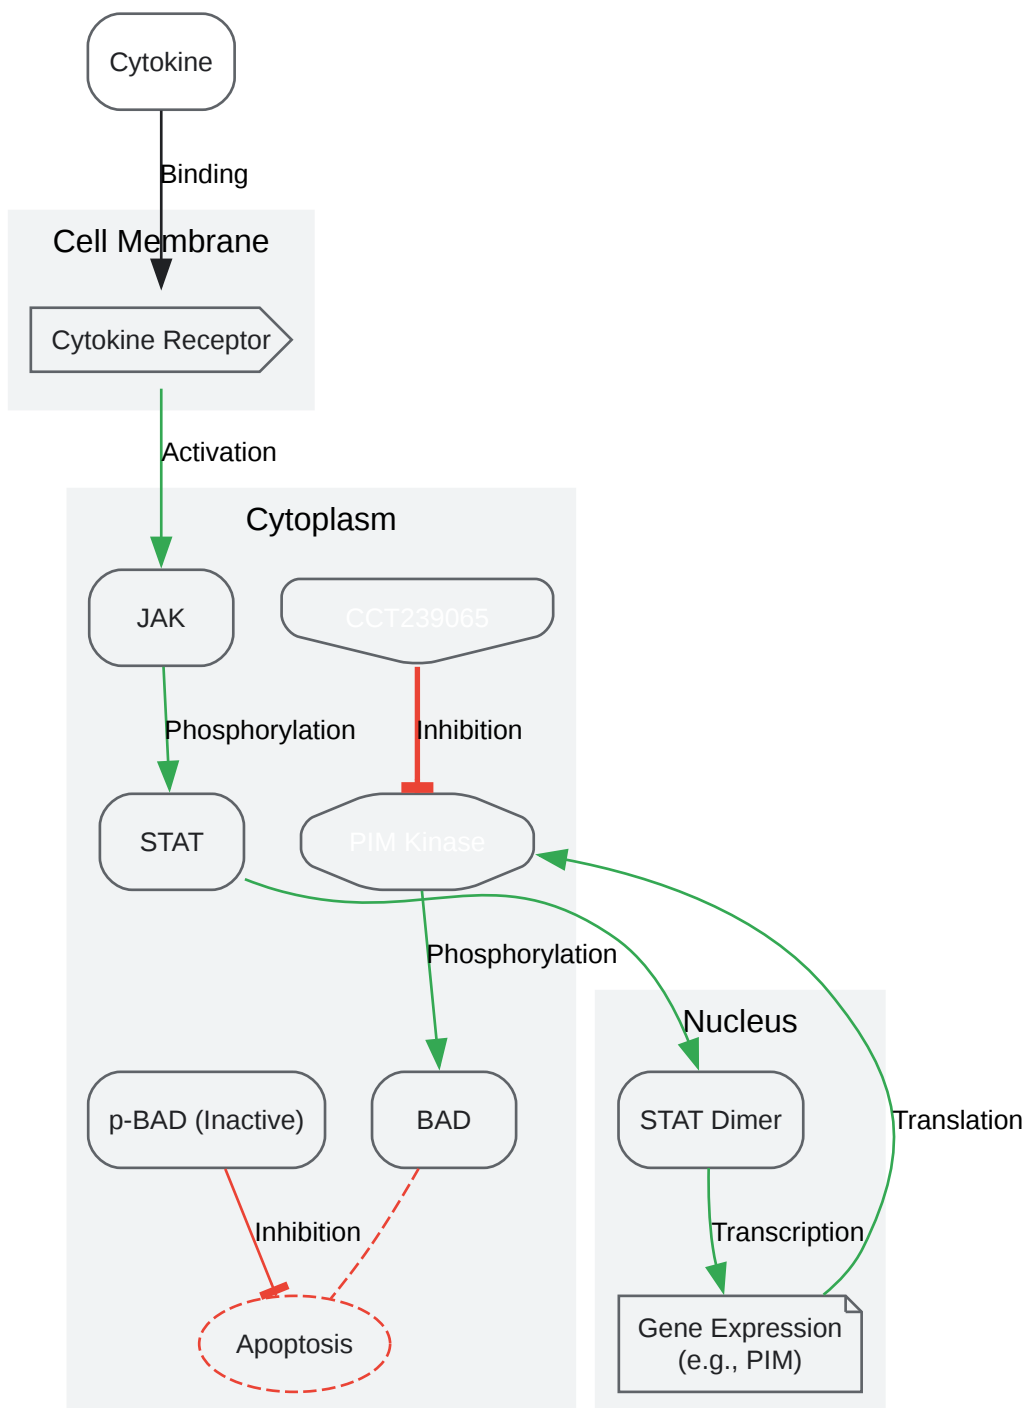 Cytokine
Binding
Cell Membrane
Cytokine Receptor
Activation
Cytoplasm
JAK
CCT239065
Phosphorylation
Inhibition
STAT
PIM Kinase
Phosphorylation
Nucleus
p-BAD (Inactive)
BAD
STAT Dimer
Translation
Inhibition
Transcription
Apoptosis
Gene Expression
(e.g., PIM)